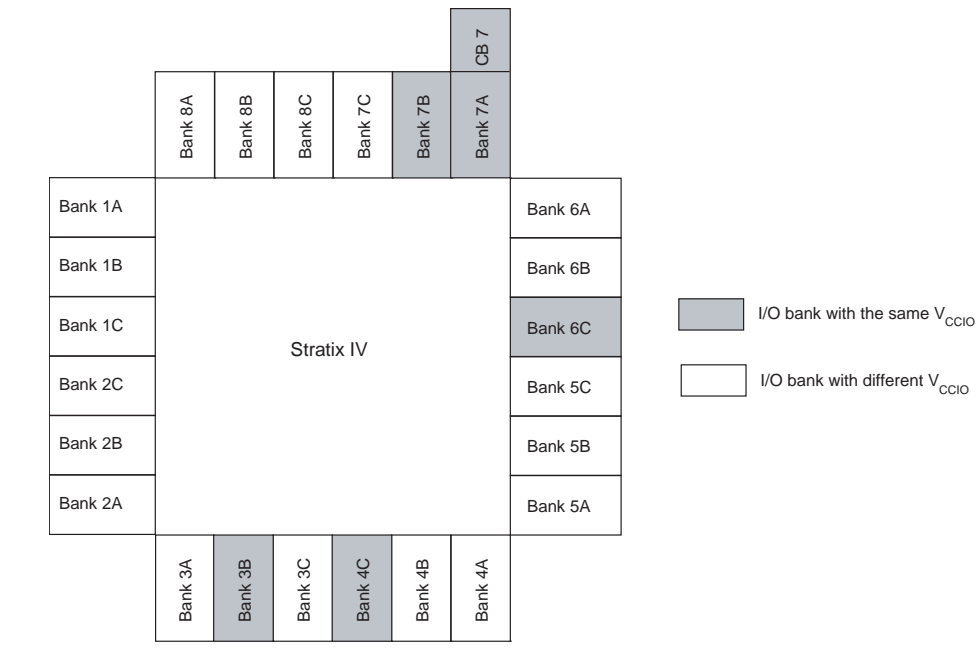 CB 7
Bank 8A
Bank 8B
Bank 8C
Bank 7C
Bank 7B
Bank 7A
Bank 1A
Bank 6A
Bank 1B
Bank 6B
Bank 1C
Bank 6C
I/O bank with the same VCCIO
Stratix IV
Bank 2C
Bank 5C
I/O bank with different VCCIO
Bank 2B
Bank 5B
Bank 2A
Bank 5A
Bank 3A
Bank 3B
Bank 3C
Bank 4C
Bank 4B
Bank 4A